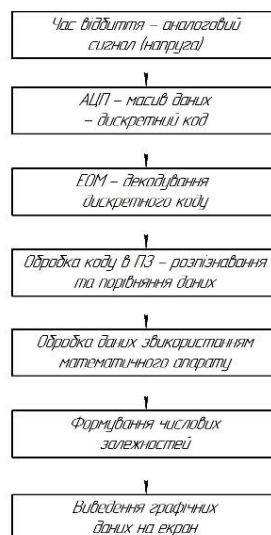 Час відбиття – аналоговий
сигнал (напруга)
АЦП – масив даних
– дискретний код
ЕОМ – декодування
дискретного коду
Обробка коду в ПЗ – розпізнавання
та порівняння даних
Обробка даних звикористанням
математичного апарату
Формування числових
залежностей
Виведення графічних
даних на екран